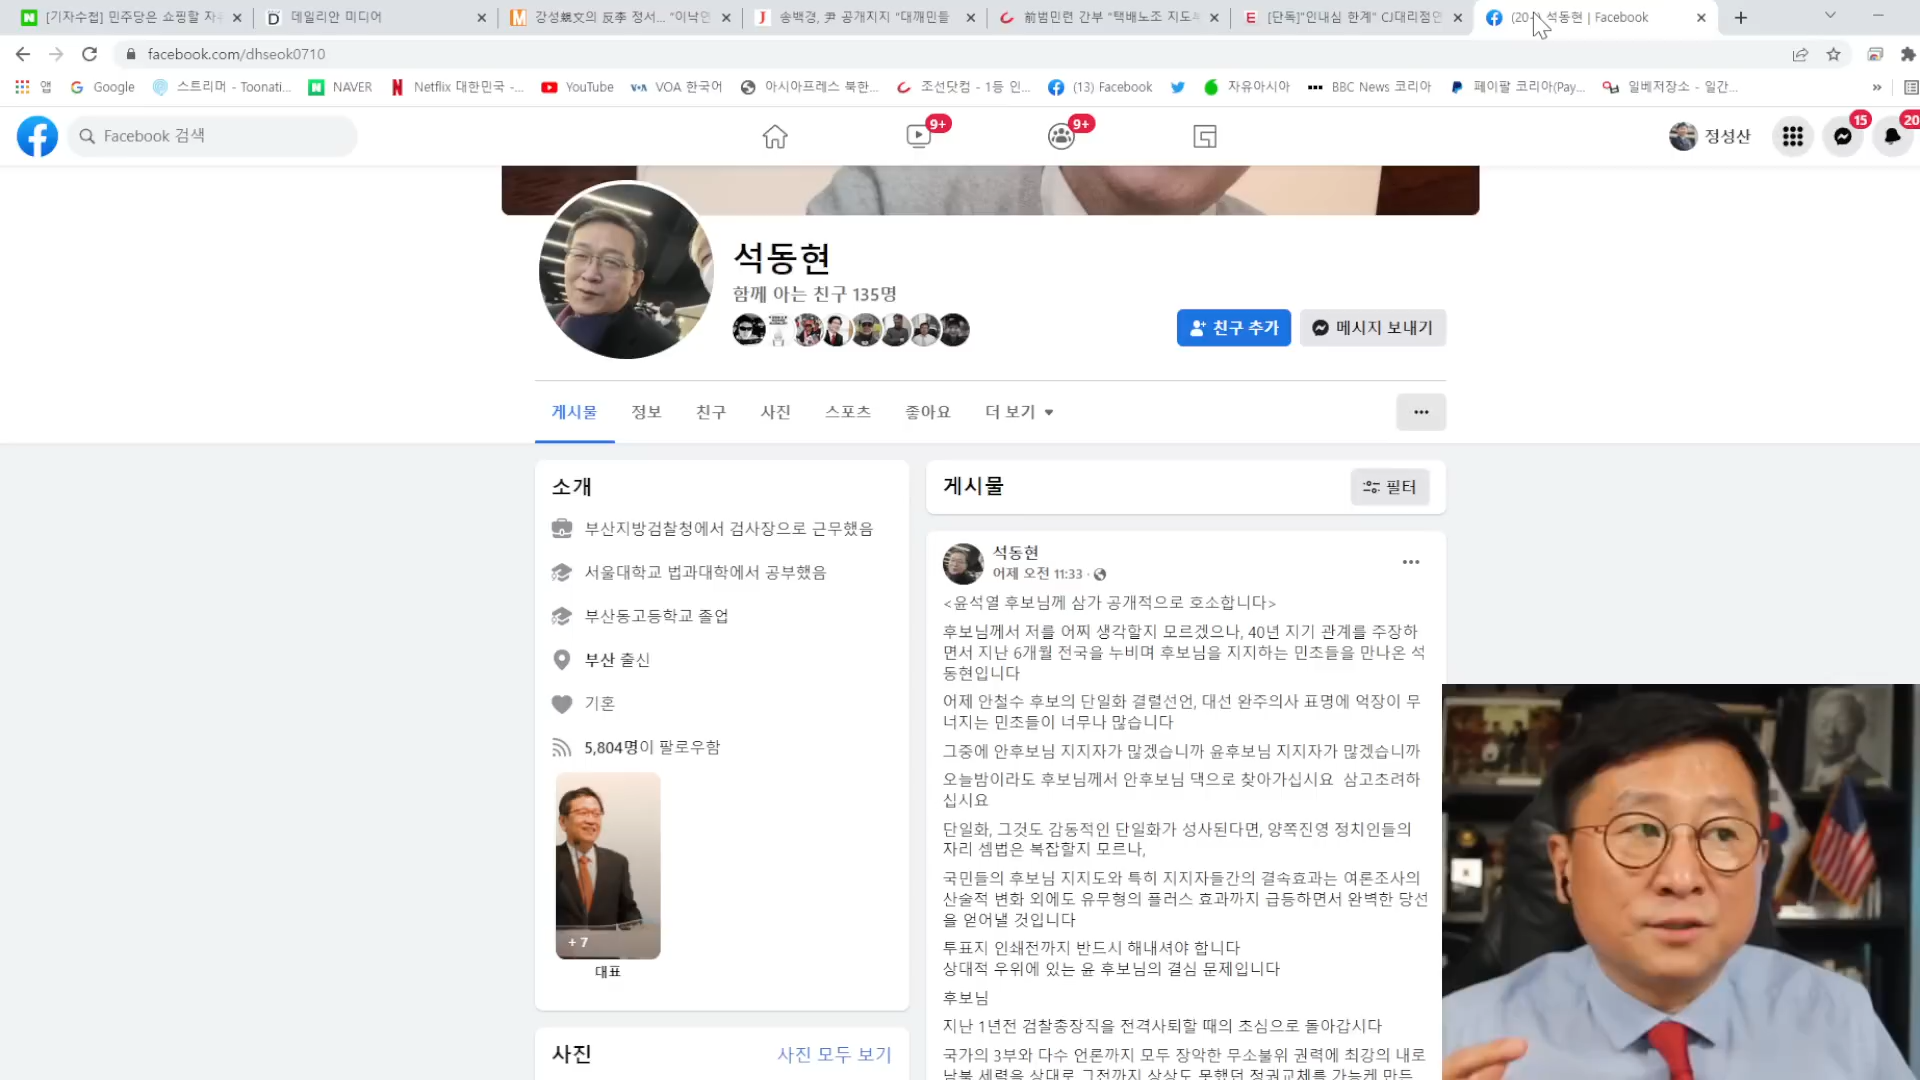 [기자수첩] 민주당은 쇼핑할 자유
데일리안 미디어
강성親文의 反李 정서... "이낙연
송백경, 尹 공개지지 "대깨민들
前범민련 간부 "택배노조 지도부
[단독]"인내심 한계" CJ대리점연
석동현 | Facebook
facebook.com/dhseok0710
앱
Google
스트리머 - Toonati...
NAVER
Netflix 대한민국 -...
YouTube
VOA 한국어
아시아프레스 북한...
조선닷컴 - 1등 인...
(13) Facebook
자유아시아
BBC News 코리아
페이팔 코리아(Pay...
일베저장소 - 일간...
Facebook 검색
9+
9+
정성산
15
20
석동현
함께 아는 친구 135명
친구 추가
메시지 보내기
게시물
정보
친구
사진
스포츠
좋아요
더 보기
소개
부산지방검찰청에서 검사장으로 근무했음
서울대학교 법과대학에서 공부했음
부산동고등학교 졸업
부산 출신
기혼
5,804명이 팔로우함
+ 7
대표
사진
사진 모두 보기
게시물
필터
석동현
어제 오전 11:33 ·
<윤석열 후보님께 삼가 공개적으로 호소합니다>
후보님께서 저를 어찌 생각할지 모르겠으나, 40년 지기 관계를 주장하
면서 지난 6개월 전국을 누비며 후보님을 지지하는 민초들을 만나온 석
동현입니다
어제 안철수 후보의 단일화 결렬선언, 대선 완주의사 표명에 억장이 무
너지는 민초들이 너무나 많습니다
그중에 안후보님 지지자가 많겠습니까 윤후보님 지지자가 많겠습니까
오늘밤이라도 후보님께서 안후보님 댁으로 찾아가십시요 삼고초려하
십시요
단일화, 그것도 감동적인 단일화가 성사된다면, 양쪽진영 정치인들의
자리 셈법은 복잡할지 모르나,
국민들의 후보님 지지도와 특히 지지자들간의 결속효과는 여론조사의
산술적 변화 외에도 유무형의 플러스 효과까지 급등하면서 완벽한 당선
을 얻어낼 것입니다
투표지 인쇄전까지 반드시 해내셔야 합니다
상대적 우위에 있는 윤 후보님의 결심 문제입니다
후보님
지난 1년전 검찰총장직을 전격사퇴할 때의 초심으로 돌아갑시다
국가의 3부와 다수 언론까지 모두 장악한 무소불위 권력에 최강의 내로
남불 세력을 상대로 그전까지 상상도 못했던 정권교체를 가능케 만든